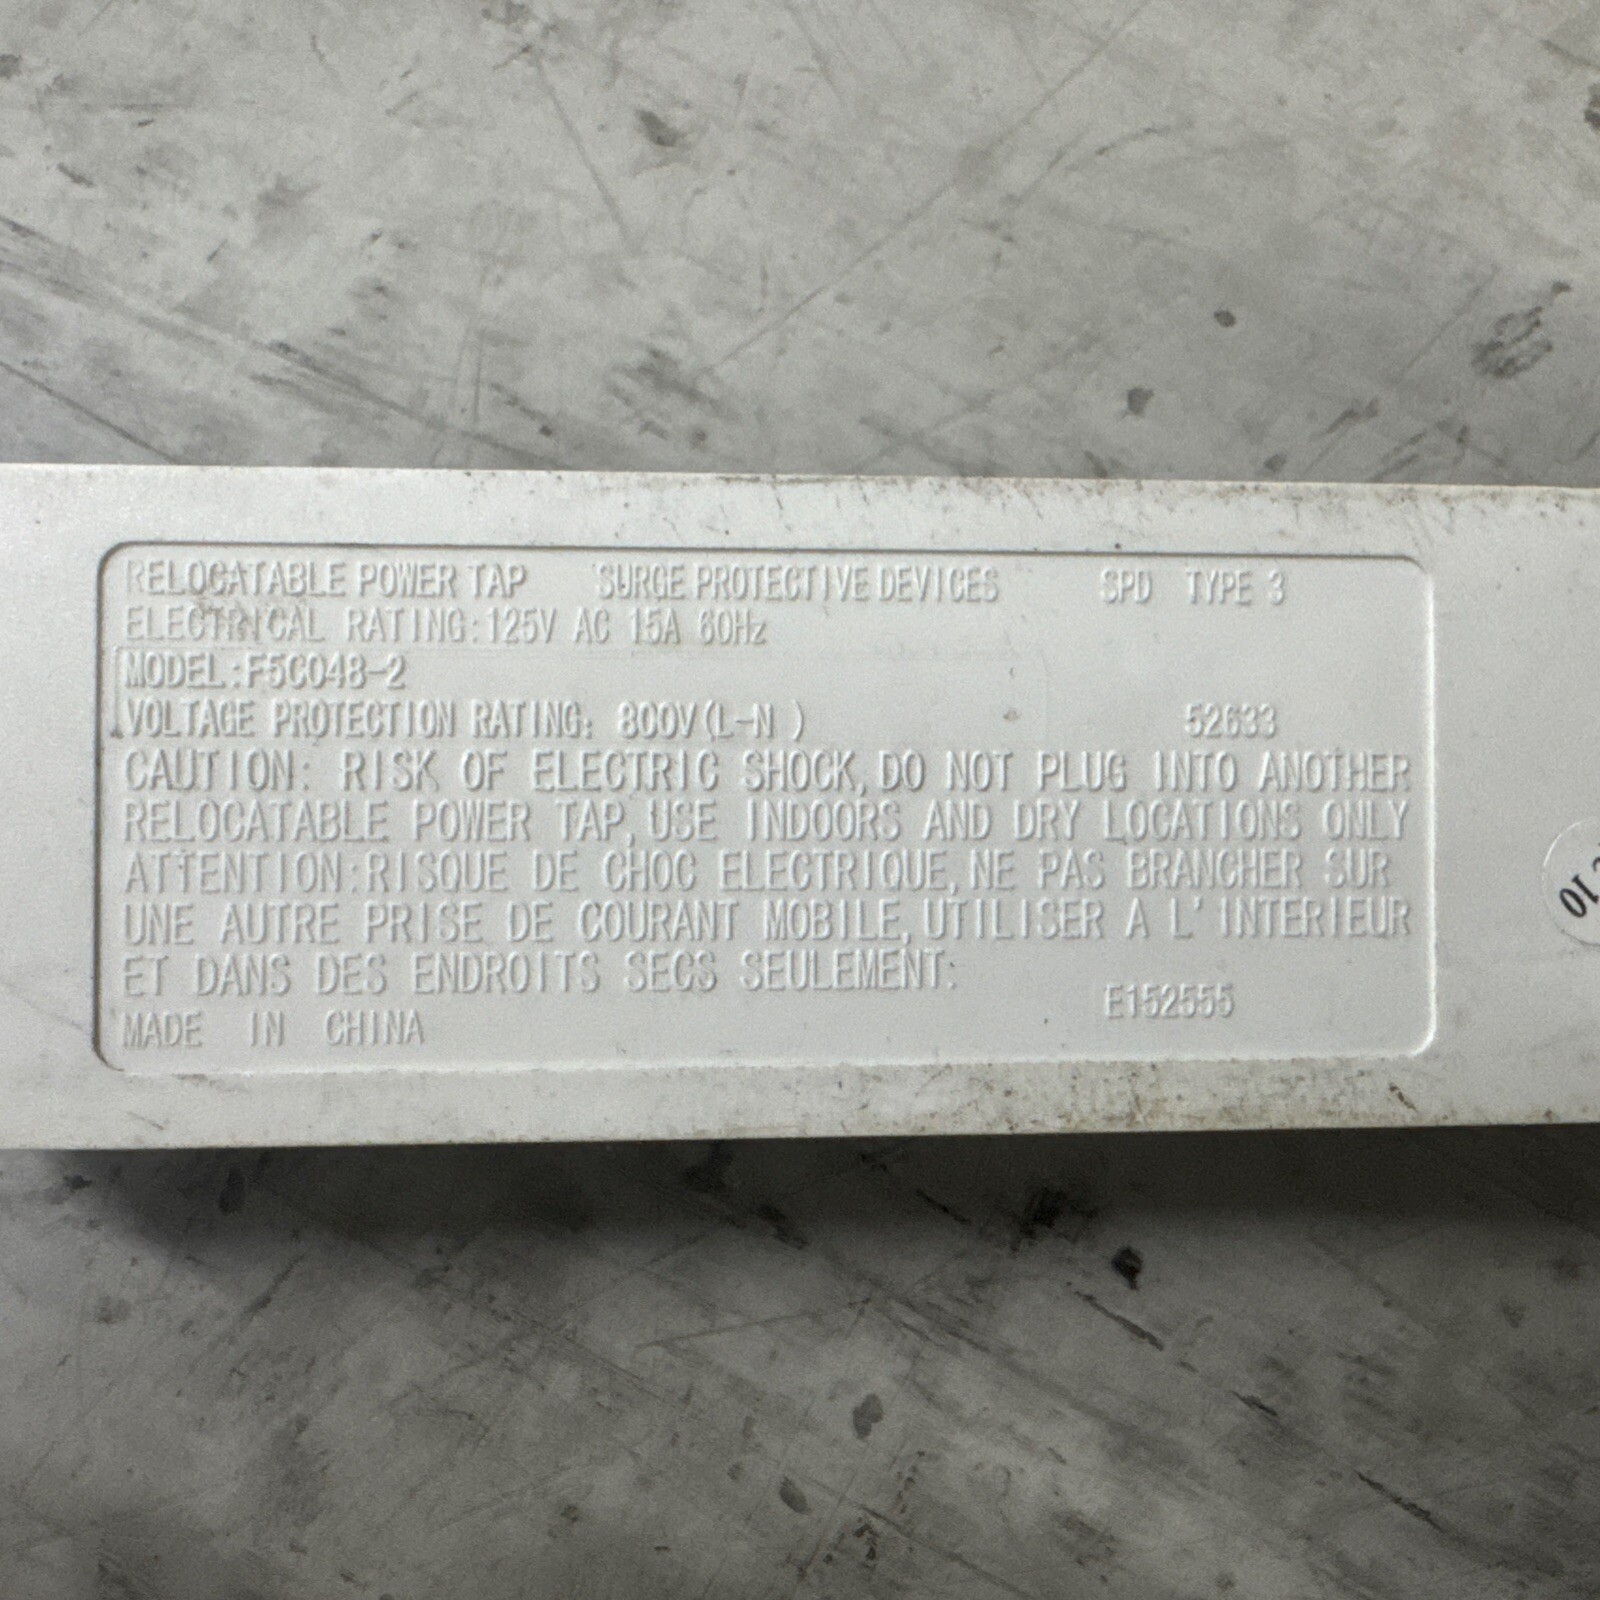 RELOCATABLE POWER TAP SURGE PROTECTIVE DEVICES SPD TYPE 3
ELECTRICAL RATING:125V AC 15A 60Hz
MODEL:F5C048-2
VOLTAGE PROTECTION RATING: 800V(L-N ) 52633
CAUTION: RISK OF ELECTRIC SHOCK,DO NOT PLUG INTO ANOTHER
RELOCATABLE POWER TAP,USE INDOORS AND DRY LOCATIONS ONLY
ATTENTION:RISQUE DE CHOC ELECTRIQUE,NE PAS BRANCHER SUR
UNE AUTRE PRISE DE COURANT MOBILE,UTILISER A L'INTERIEUR
ET DANS DES ENDROITS SECS SEULEMENT:
E152555
MADE IN CHINA
10